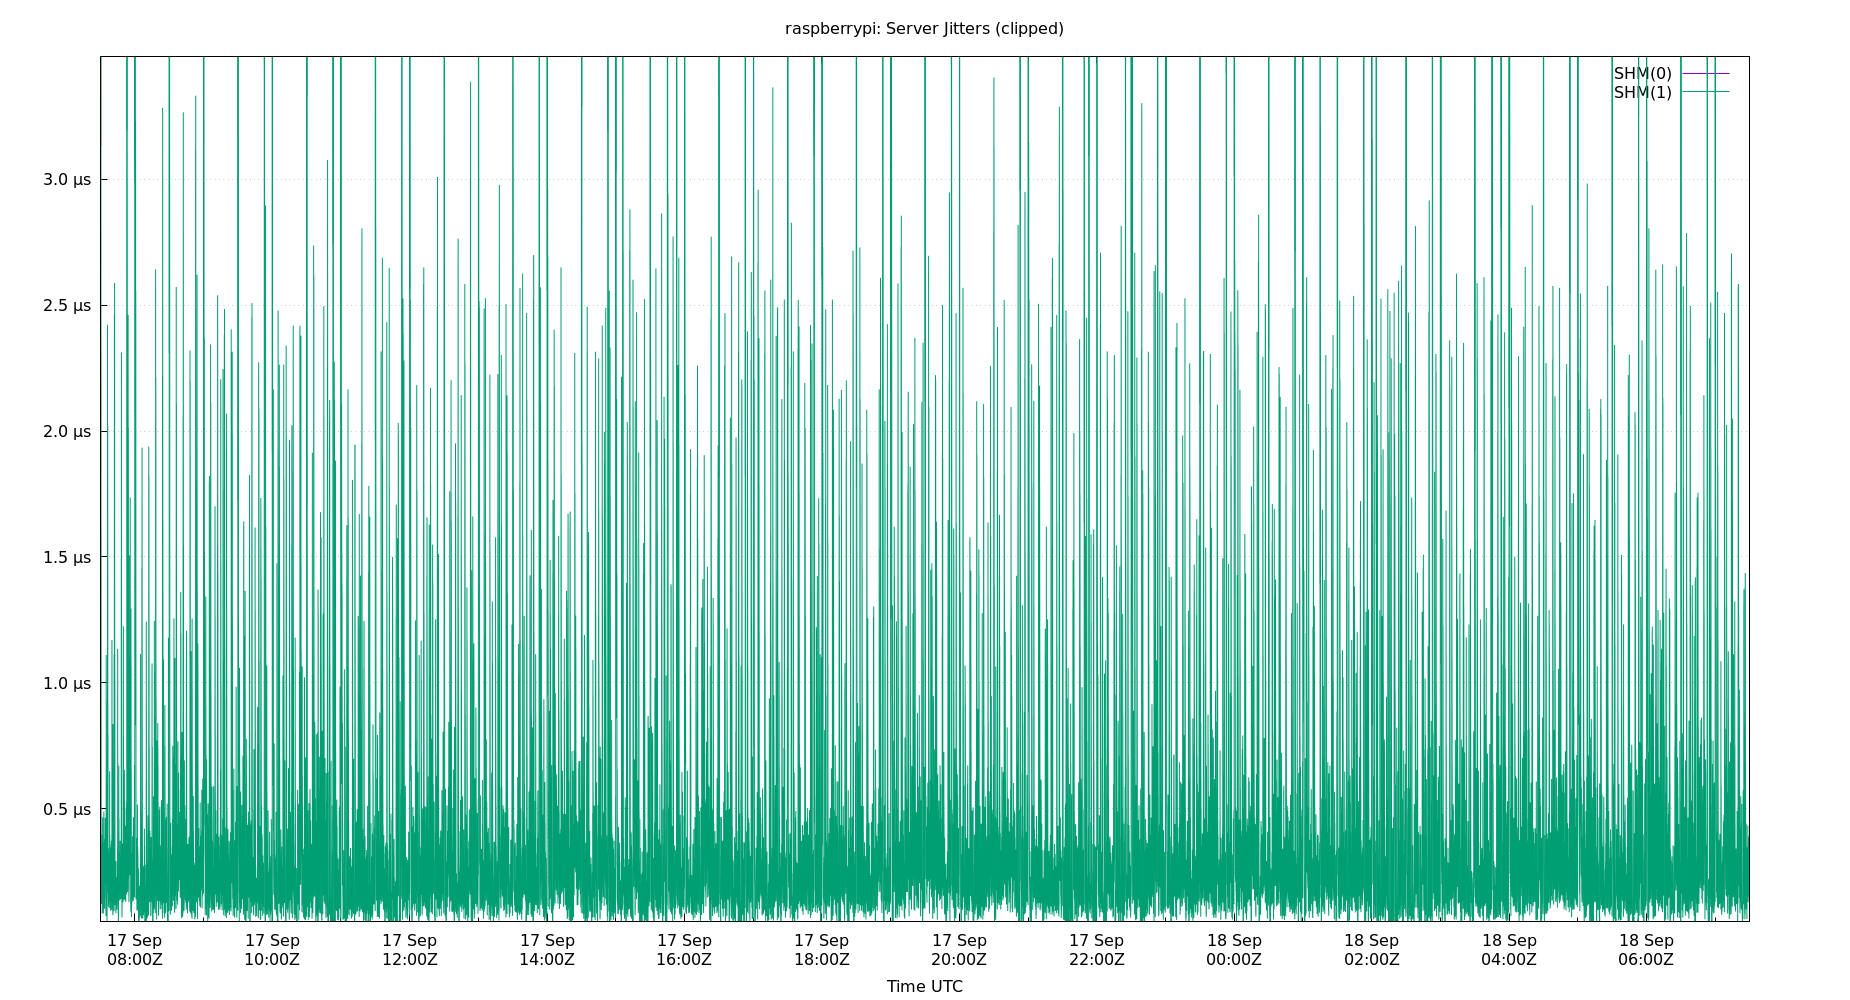 raspberrypi: Server Jitters (clipped)
SHM(0)
SHM(1)
3.0 µs
2.5 µs
2.0 µs
1.5 µs
1.0 µs
0.5 µs
17 Sep 17 Sep 17 Sep 17 Sep 17 Sep 17 Sep 17 Sep 17 Sep 18 Sep 18 Sep 18 Sep 18 Sep
08:00Z 10:00Z 12:00Z 14:00Z 16:00Z 18:00Z 20:00Z 22:00Z 00:00Z 02:00Z 04:00Z 06:00Z
Time UTC